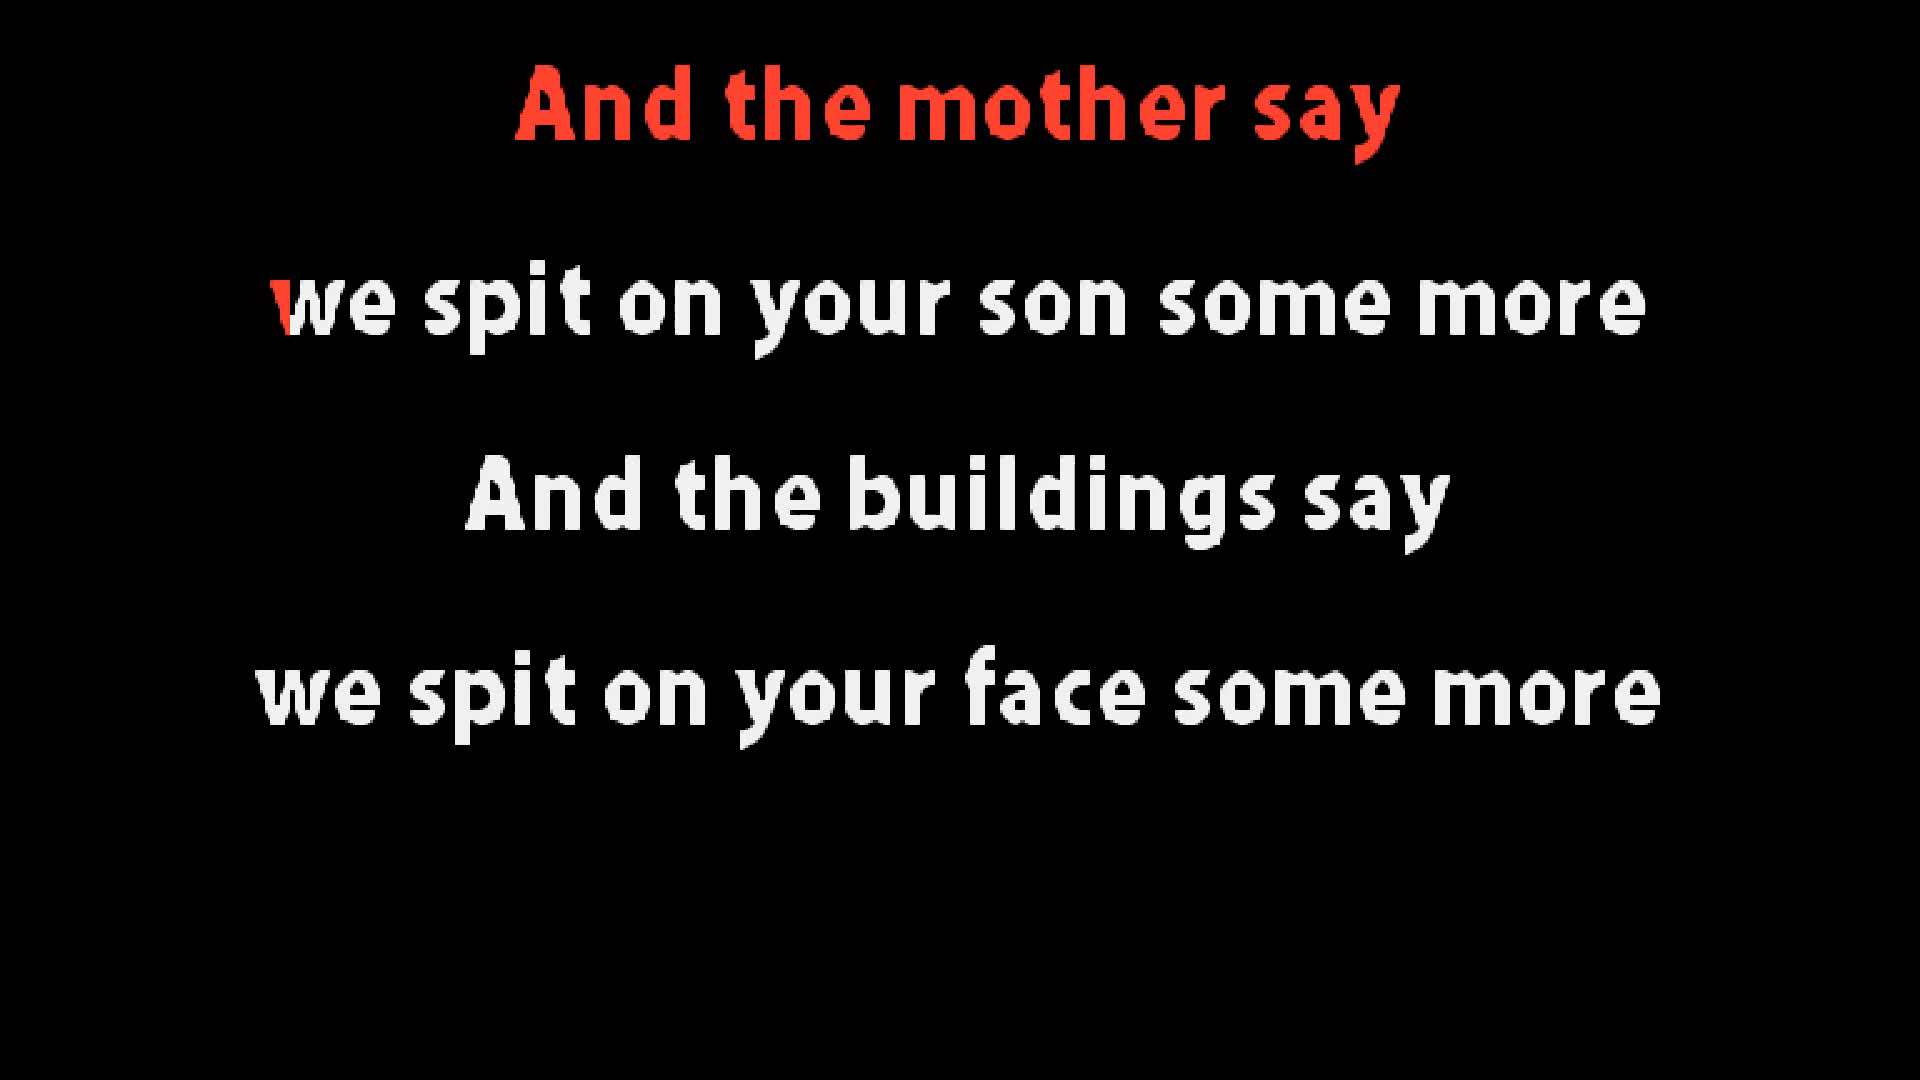 And the mother say
we spit on your son some more
And the buildings say
we spit on your face some more